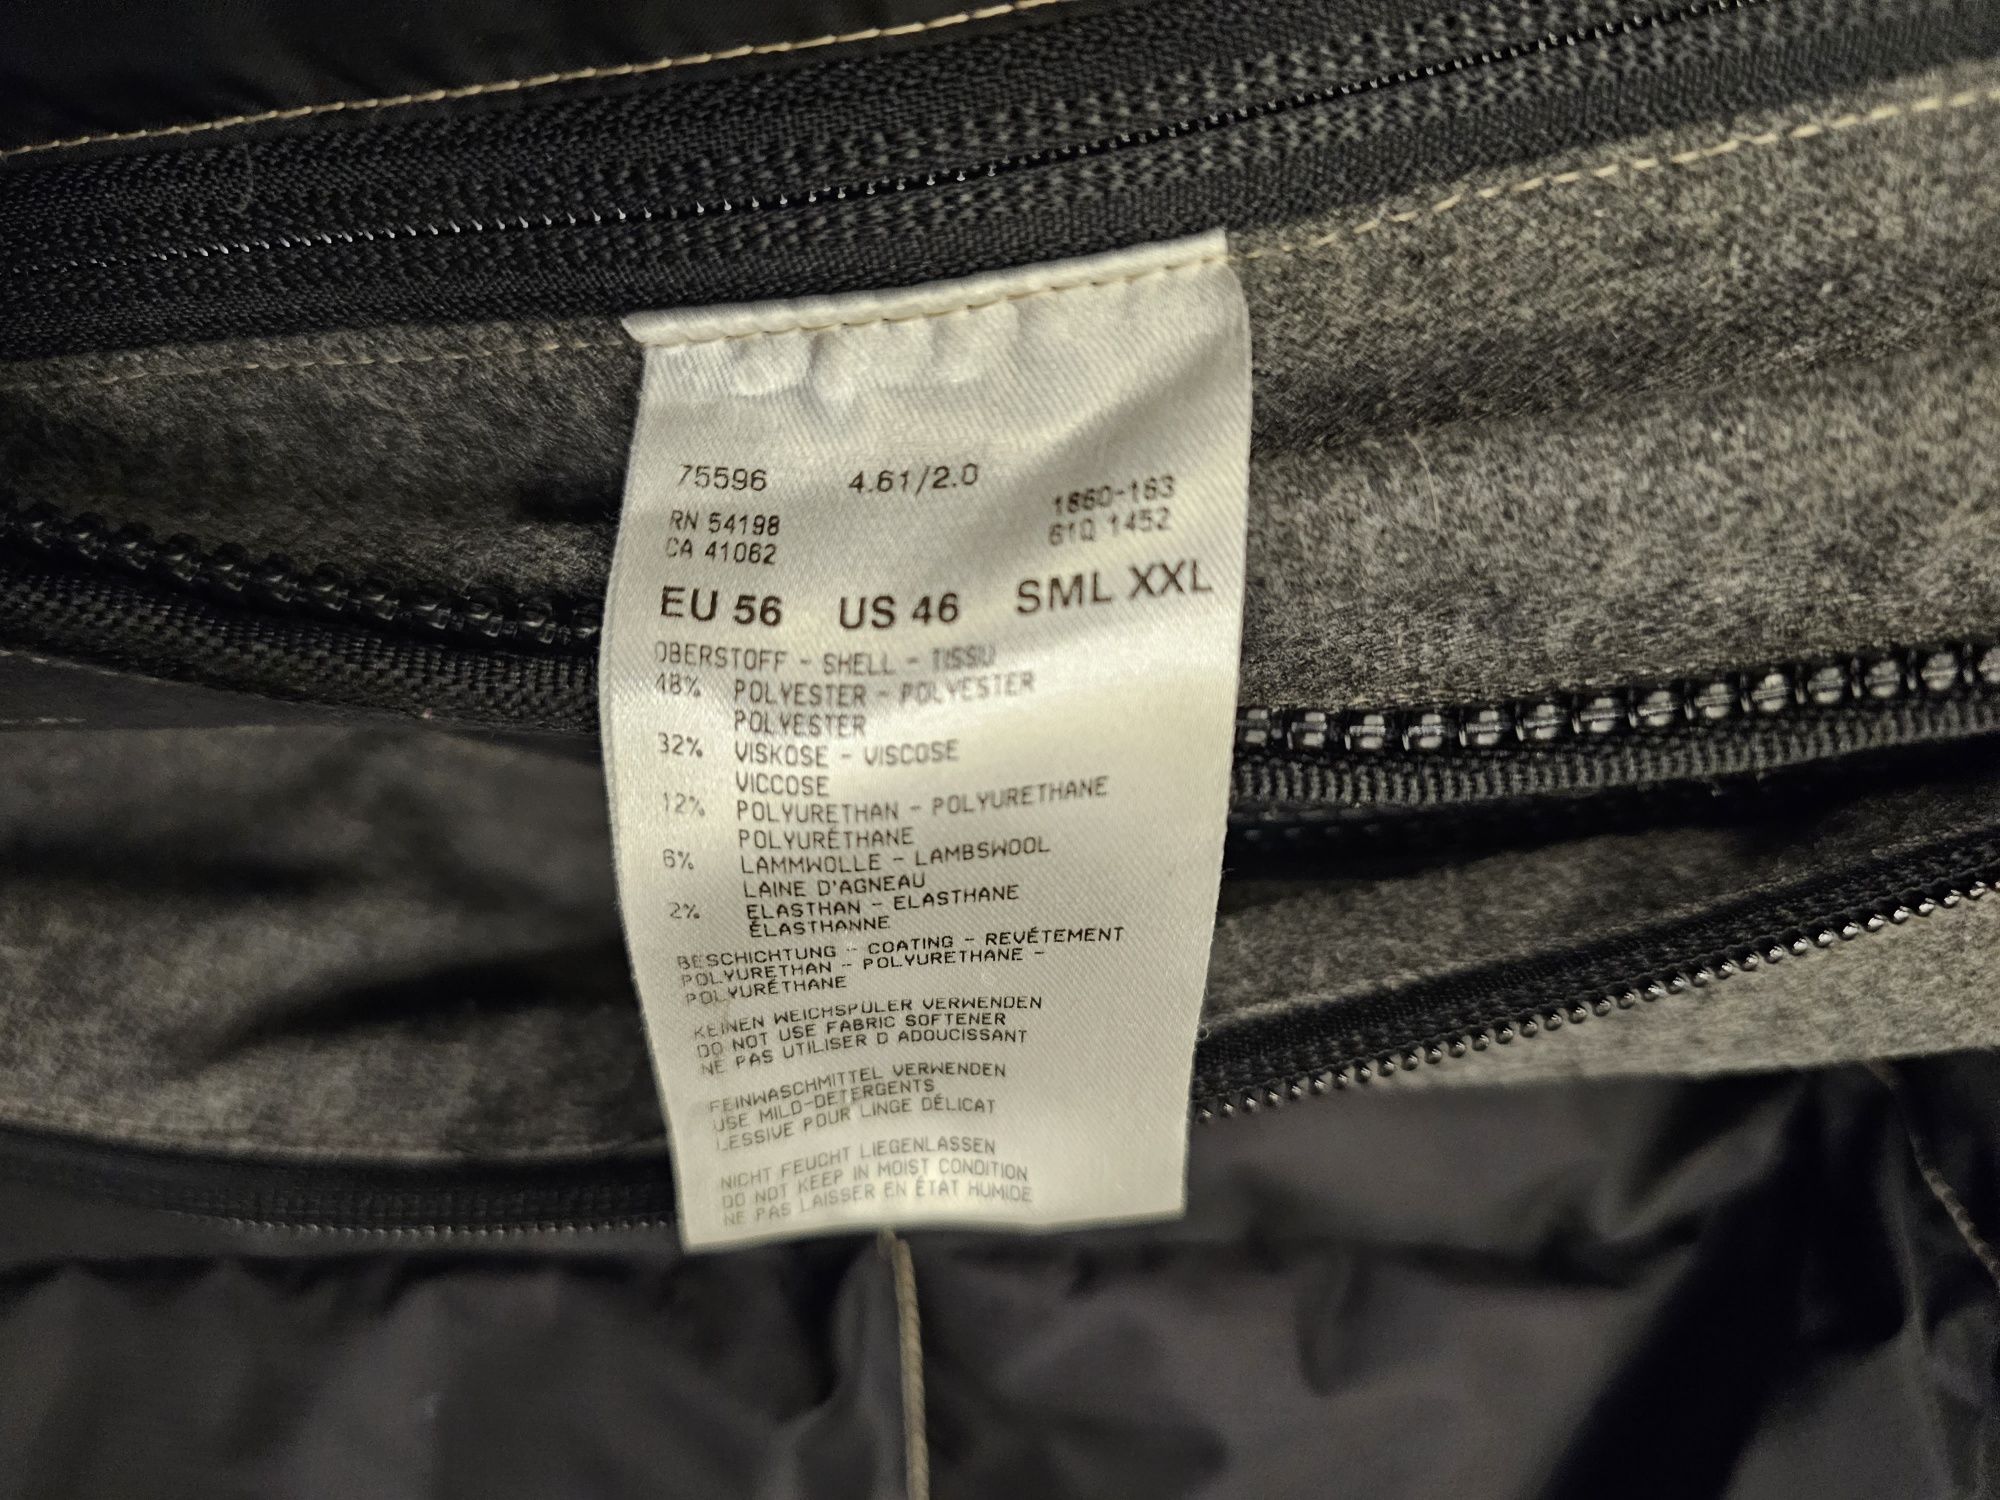 75596 4.61/2.0 1860-163
RN 54198 61Q 1452
CA 41062
EU 56 US 46 SML XXL
OBERSTOFF - SHELL - TISSU
48% POLYESTER - POLYESTER
POLYESTER
32% VISKOSE - VISCOSE
VICCOSE
12% POLYURETHAN - POLYURETHANE
POLYURÉTHANE
6% LAMMWOLLE - LAMBSWOOL
LAINE D'AGNEAU
2% ELASTHAN - ELASTHANE
ÉLASTHANNE
BESCHICHTUNG - COATING - REVÉTEMENT
POLYURETHAN - POLYURETHANE -
POLYURÉTHANE
KEINEN WEICHSPÜLER VERWENDEN
DO NOT USE FABRIC SOFTENER
NE PAS UTILISER D ADOUCISSANT
FEINWASCHMITTEL VERWENDEN
USE MILD-DETERGENTS
LESSIVE POUR LINGE DÉLICAT
NICHT FEUCHT LIEGENLASSEN
DO NOT KEEP IN MOIST CONDITION
NE PAS LAISSER EN ÉTAT HUMIDE